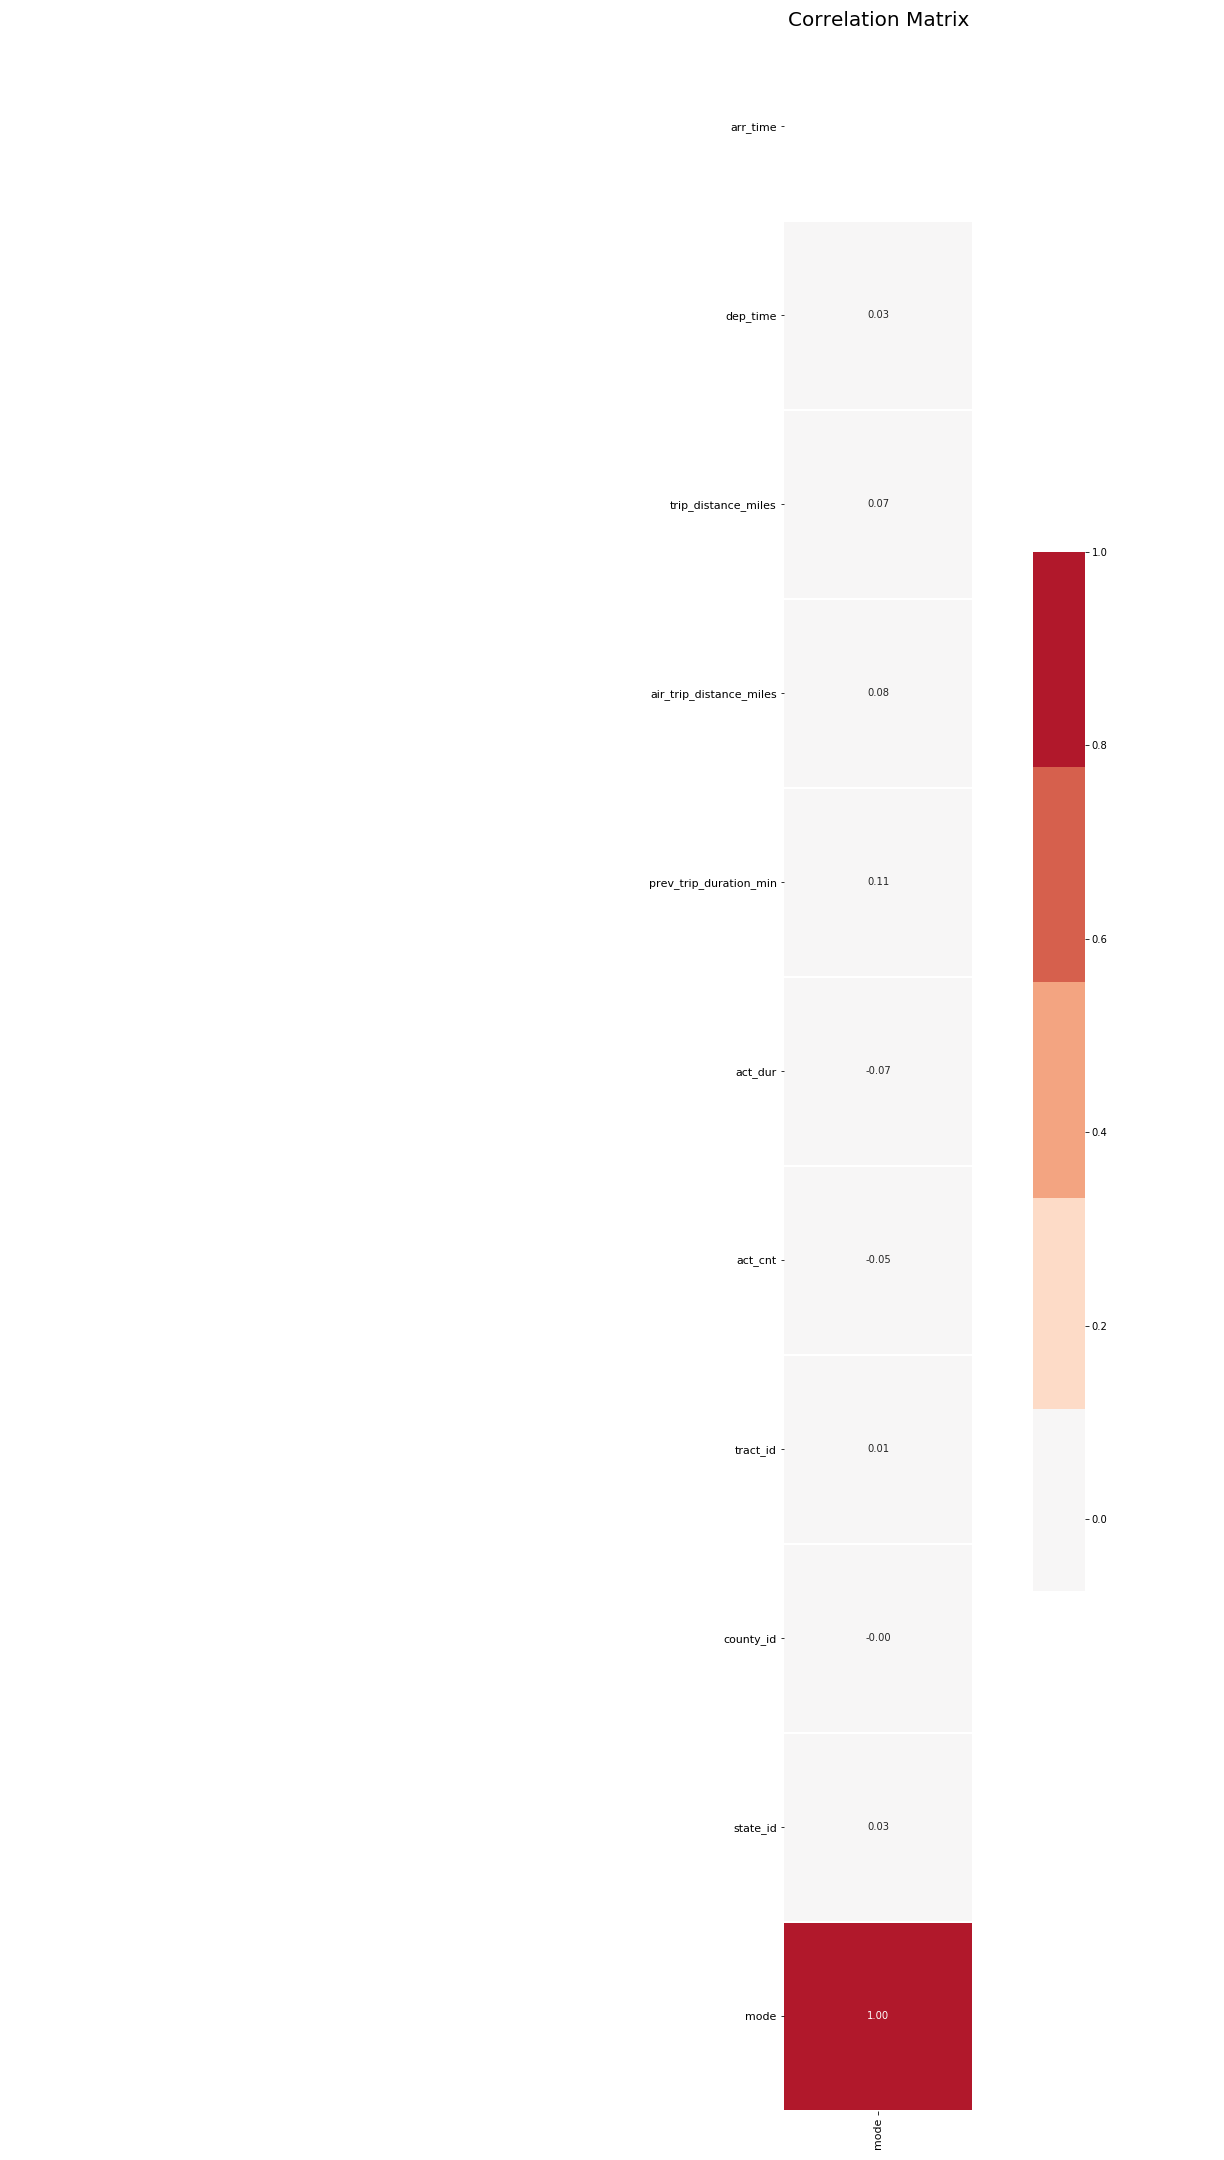 Correlation Matrix
arr_time
dep_time
0.03
trip_distance_miles
0.07
air_trip_distance_miles
0.08
prev_trip_duration_min
0.11
act_dur
-0.07
act_cnt
-0.05
tract_id
0.01
county_id
-0.00
state_id
0.03
mode
1.00
mode
1.0
0.8
0.6
0.4
0.2
0.0